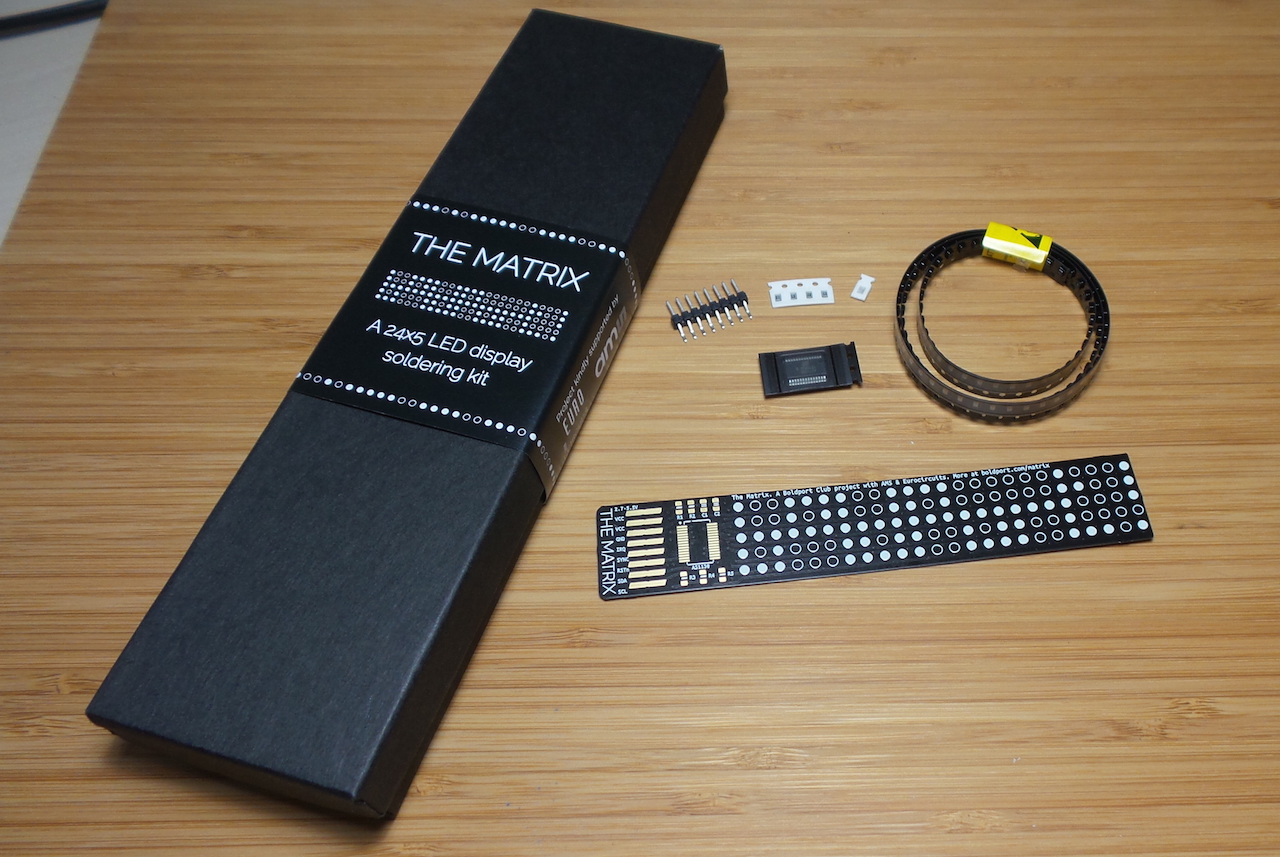 THE MATRIX
A 24X5 LED display
soldering kit
Project kindly supported by
EURO
am
The Matrix. A Boldport Club project with AMS & Eurocircuits. More at boldport.com/matrix
THE MATRIX
2.7-5.5V
VCC
VCC
GND
IRQ
SYNC
RSTn
SDA
SCL
R1 R2 C1 C2
AS1130
R3 R4 R5